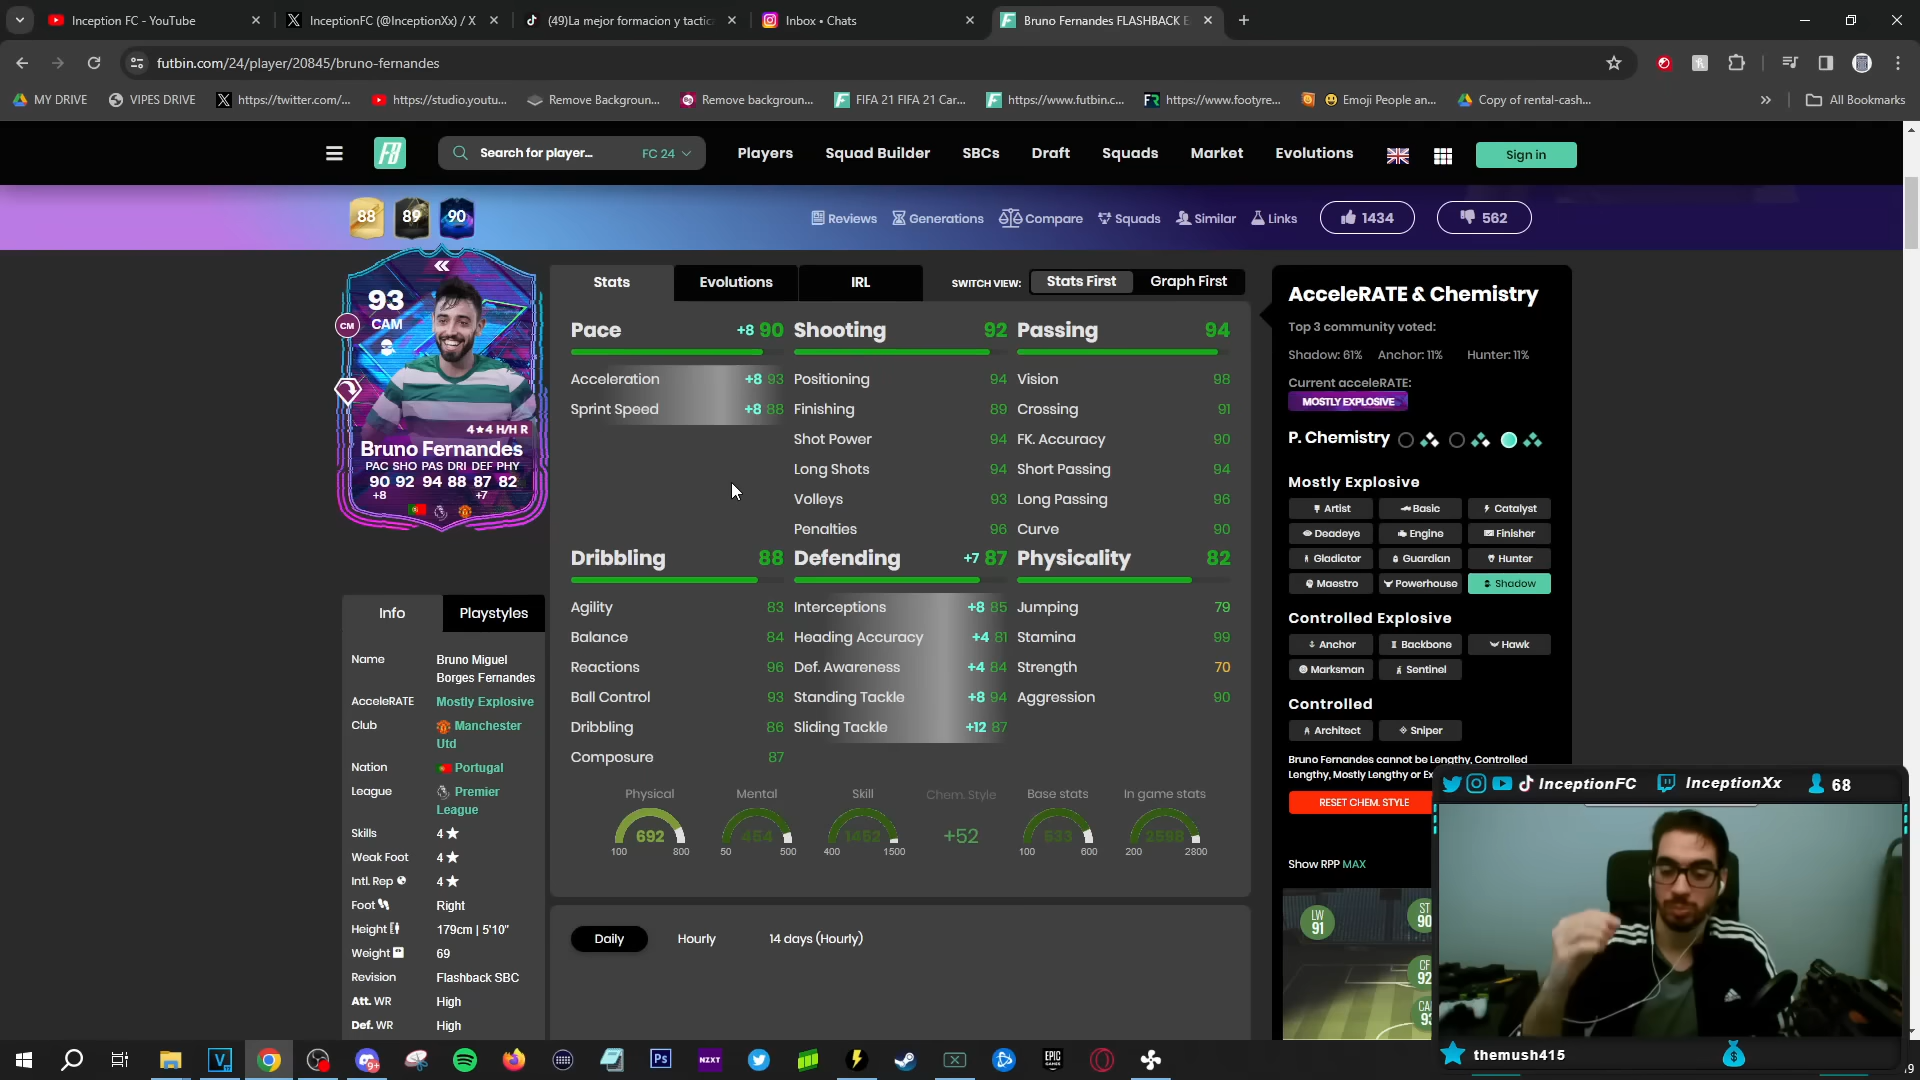 Inception FC - YouTube
InceptionFC (@InceptionXx) / X
(49)La mejor formacion y tactic
Inbox • Chats
Bruno Fernandes FLASHBACK E
futbin.com/24/player/20845/bruno-fernandes
MY DRIVE
VIPES DRIVE
https://twitter.com/...
https://studio.youtu...
Remove Backgroun...
Remove backgroun...
FIFA 21 FIFA 21 Car...
https://www.futbin.c...
https://www.footyre...
Emoji People an...
Copy of rental-cash...
All Bookmarks
FB
Search for player...
FC 24
Players
Squad Builder
SBCs
Draft
Squads
Market
Evolutions
Sign in
88 89 90
Reviews
Generations
Compare
Squads
Similar
Links
1434
562
93
CAM
CM
4★4 H/H R
Bruno Fernandes
PAC SHO PAS DRI DEF PHY
90 92 94 88 87 82
+8 +7
Stats
Evolutions
IRL
SWITCH VIEW:
Stats First
Graph First
Pace +8 90
Acceleration +8 93
Sprint Speed +8 88
Shooting 92
Positioning 94
Finishing 89
Shot Power 94
Long Shots 94
Volleys 93
Penalties 96
Passing 94
Vision 98
Crossing 91
FK. Accuracy 90
Short Passing 94
Long Passing 96
Curve 90
Dribbling 88
Agility 83
Balance 84
Reactions 96
Ball Control 93
Dribbling 86
Composure 87
Defending +7 87
Interceptions +8 85
Heading Accuracy +4 81
Def. Awareness +4 84
Standing Tackle +8 94
Sliding Tackle +12 87
Physicality 82
Jumping 79
Stamina 99
Strength 70
Aggression 90
Physical
692
100 800
Mental
454
50 500
Skill
1452
400 1500
Chem. Style
+52
Base stats
533
100 600
In game stats
2598
200 2800
Daily
Hourly
14 days (Hourly)
Info
Playstyles
Name Bruno Miguel
Borges Fernandes
AcceleRATE Mostly Explosive
Club Manchester
Utd
Nation Portugal
League Premier
League
Skills 4★
Weak Foot 4★
Intl. Rep 4★
Foot Right
Height 179cm | 5'10"
Weight 69
Revision Flashback SBC
Att. WR High
Def. WR High
AcceleRATE & Chemistry
Top 3 community voted:
Shadow: 61% Anchor: 11% Hunter: 11%
Current acceleRATE:
MOSTLY EXPLOSIVE
P. Chemistry
Mostly Explosive
Artist Basic Catalyst
Deadeye Engine Finisher
Gladiator Guardian Hunter
Maestro Powerhouse Shadow
Controlled Explosive
Anchor Backbone Hawk
Marksman Sentinel
Controlled
Architect Sniper
Bruno Fernandes cannot be Lengthy, Controlled
Lengthy, Mostly Lengthy or Ex
RESET CHEM. STYLE
Show RPP MAX
LW
91
ST
90
CF
92
CA
93
InceptionFC
InceptionXx
68
themush415
9+
Ps
NZXT
EPIC
GAMES